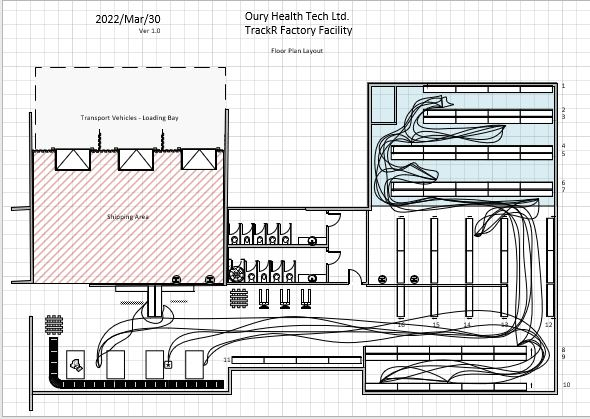 2022/Mar/30
Ver 1.0
Oury Health Tech Ltd.
TrackR Factory Facility
Floor Plan Layout
Transport Vehicles - Loading Bay
Shipping Area
1
2
3
4
5
6
7
16
15
14
13
12
8
9
11
10